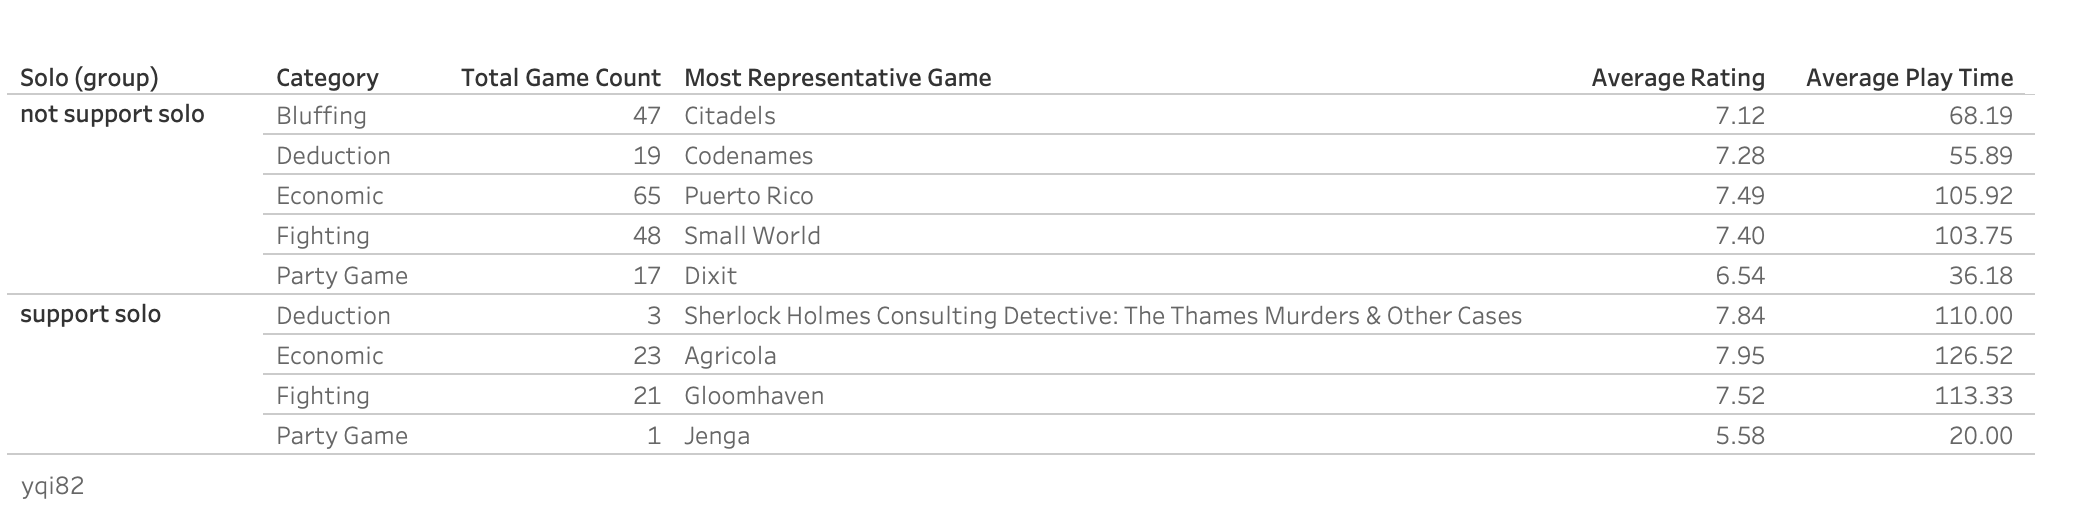 Solo (group) Category Total Game Count Most Representative Game Average Rating Average Play Time
not support solo Bluffing 47 Citadels 7.12 68.19
Deduction 19 Codenames 7.28 55.89
Economic 65 Puerto Rico 7.49 105.92
Fighting 48 Small World 7.40 103.75
Party Game 17 Dixit 6.54 36.18
support solo Deduction 3 Sherlock Holmes Consulting Detective: The Thames Murders & Other Cases 7.84 110.00
Economic 23 Agricola 7.95 126.52
Fighting 21 Gloomhaven 7.52 113.33
Party Game 1 Jenga 5.58 20.00
yqi82